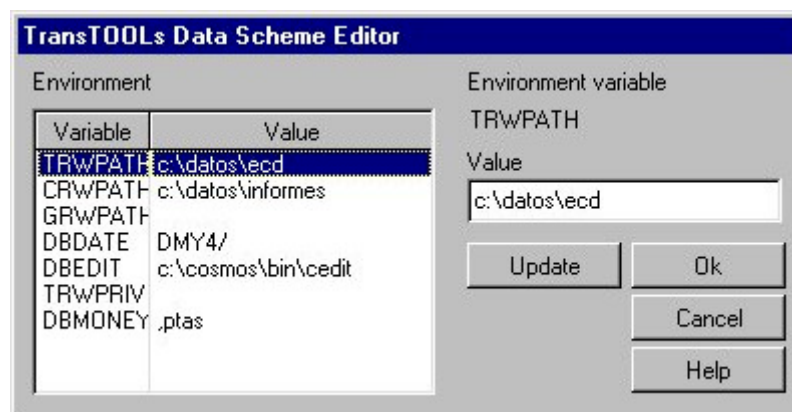 TransTOOLs Data Scheme Editor
Environment
Variable Value
TRWPATH c:\datos\ecd
CRWPATH c:\datos\informes
GRWPATH
DBDATE DMY4/
DBEDIT c:\cosmos\bin\cedit
TRWPRIV
DBMONEY ,ptas
Environment variable
TRWPATH
Value
c:\datos\ecd
Update Ok
Cancel
Help